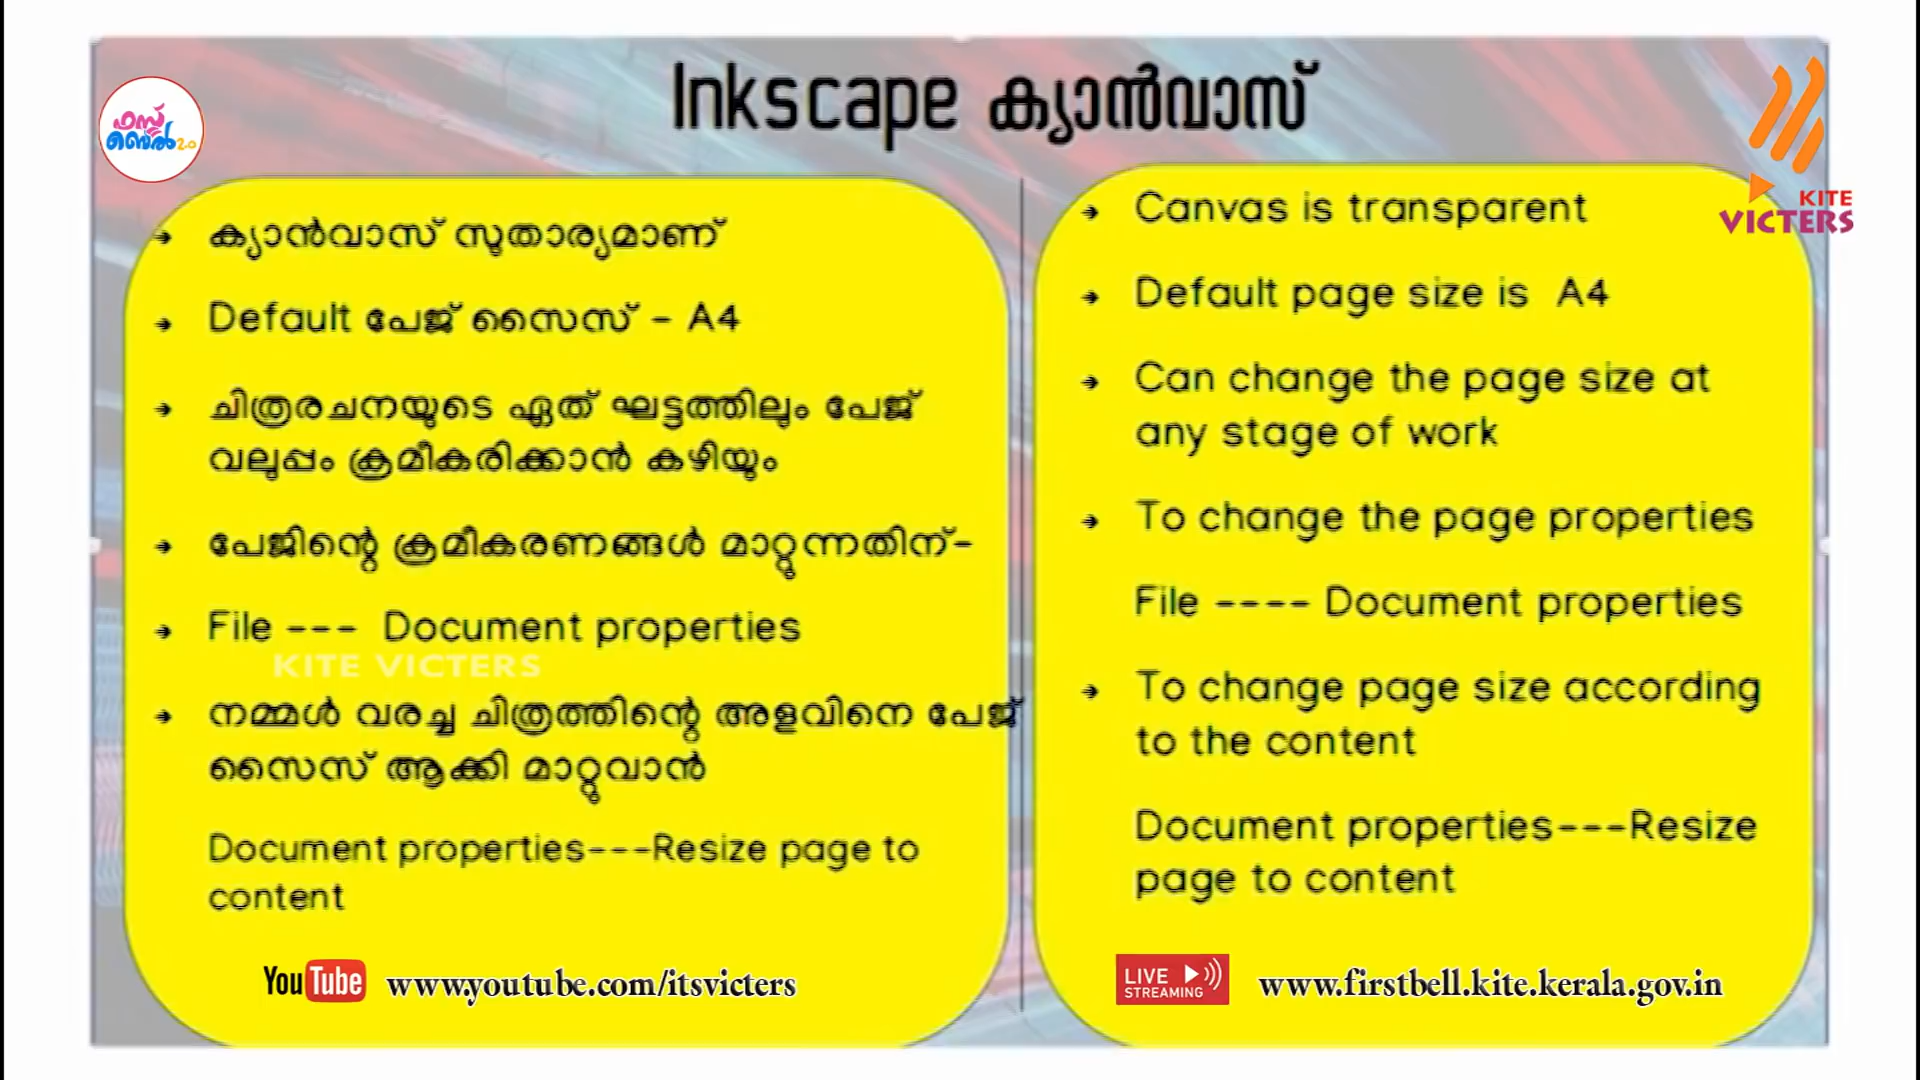 Inkscape ക്യാൻവാസ്
ഫസ്റ്റ്
ബെൽ 2.0
KITE
VICTERS
ക്യാൻവാസ് സുതാര്യമാണ്
Default പേജ് സൈസ് - A4
ചിത്രരചനയുടെ ഏത് ഘട്ടത്തിലും പേജ്
വലുപ്പം ക്രമീകരിക്കാൻ കഴിയും
പേജിന്റെ ക്രമീകരണങ്ങൾ മാറ്റുന്നതിന്-
File --- Document properties
KITE VICTERS
നമ്മൾ വരച്ച ചിത്രത്തിന്റെ അളവിനെ പേജ്
സൈസ് ആക്കി മാറ്റുവാൻ
Document properties---Resize page to
content
YouTube www.youtube.com/itsvicters
Canvas is transparent
Default page size is A4
Can change the page size at
any stage of work
To change the page properties
File ---- Document properties
To change page size according
to the content
Document properties---Resize
page to content
LIVE
STREAMING
www.firstbell.kite.kerala.gov.in